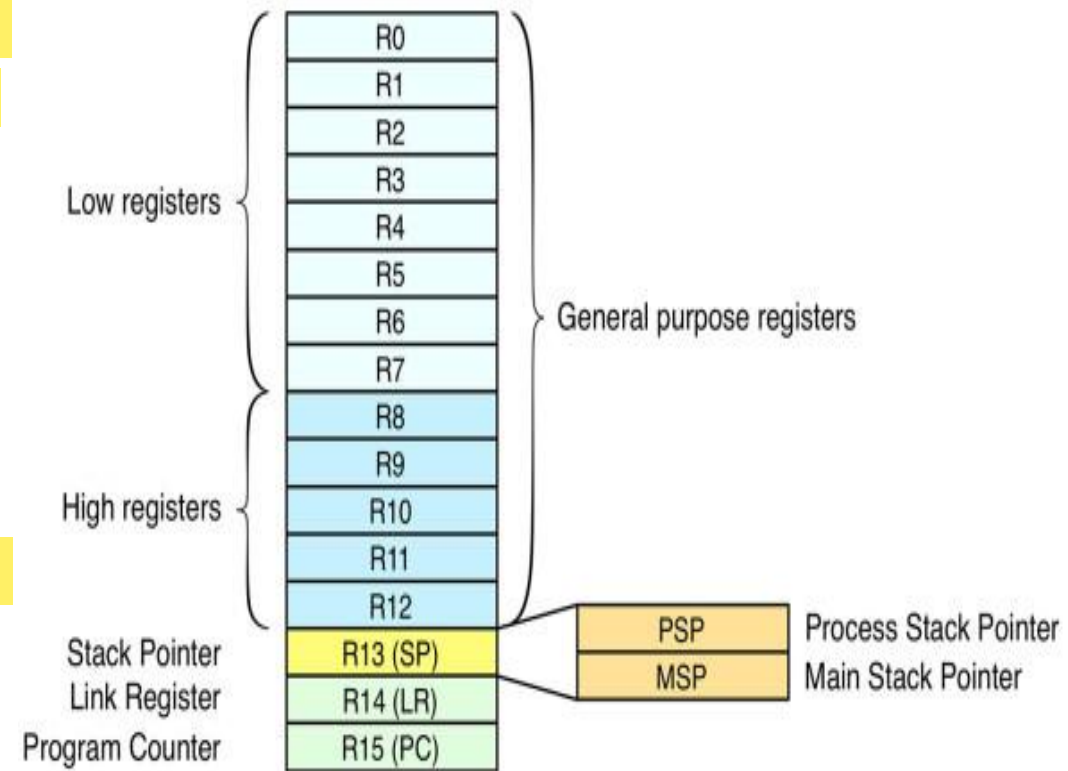 R0
R1
R2
R3
Low registers
R4
R5
R6
General purpose registers
R7
R8
R9
High registers
R10
R11
R12
PSP
Process Stack Pointer
Stack Pointer
R13 (SP)
MSP
Main Stack Pointer
Link Register
R14 (LR)
Program Counter
R15 (PC)